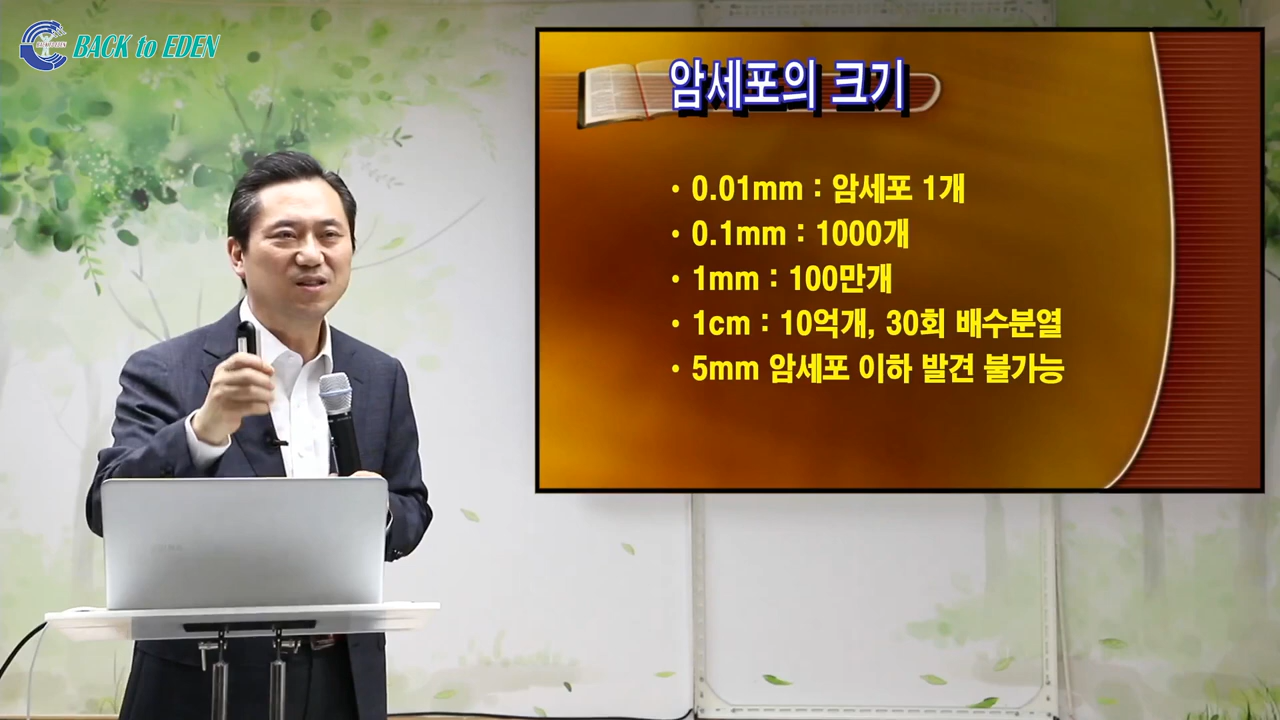 BACK to EDEN
암세포의 크기
• 0.01mm : 암세포 1개
• 0.1mm : 1000개
• 1mm : 100만개
• 1cm : 10억개, 30회 배수분열
• 5mm 암세포 이하 발견 불가능